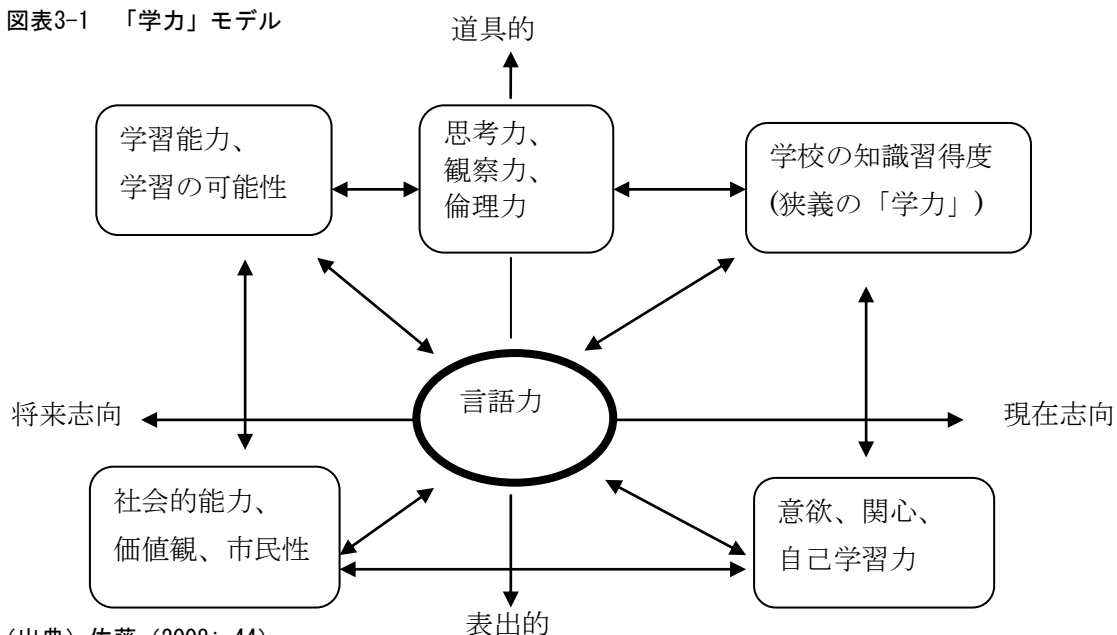 図表3-1 「学力」モデル
道具的
学習能力、
学習の可能性
思考力、
観察力、
倫理力
学校の知識習得度
(狭義の「学力」)
言語力
将来志向
現在志向
社会的能力、
価値観、市民性
意欲、関心、
自己学習力
表出的
(出典) 佐藤 (2008: 44)